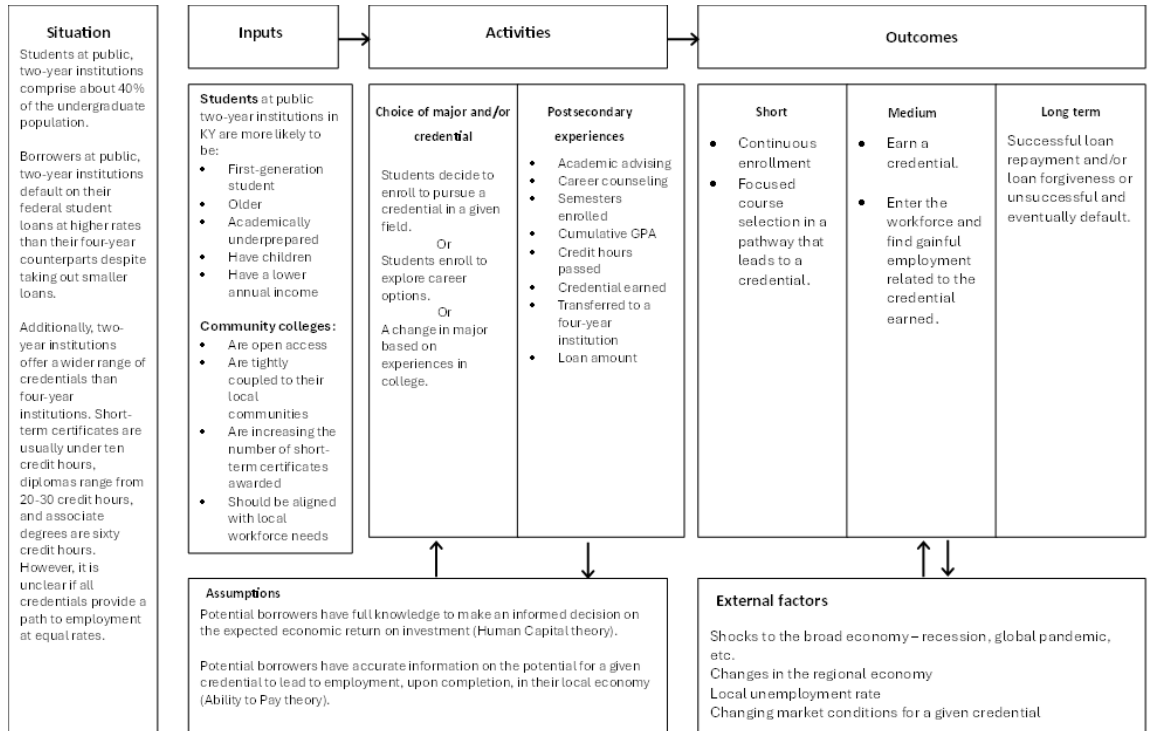 Situation
Students at public,
two-year institutions
comprise about 40%
of the undergraduate
population.
Borrowers at public,
two-year institutions
default on their
federal student
loans at higher rates
than their four-year
counterparts despite
taking out smaller
loans.
Additionally, two-
year institutions
offer a wider range of
credentials than
four-year
institutions. Short-
term certificates are
usually under ten
credit hours,
diplomas range from
20-30 credit hours,
and associate
degrees are sixty
credit hours.
However, it is
unclear if all
credentials provide a
path to employment
at equal rates.
Inputs
Students at public
two-year institutions in
KY are more likely to
be:
• First-generation
student
• Older
• Academically
underprepared
• Have children
• Have a lower
annual income
Community colleges:
• Are open access
• Are tightly
coupled to their
local
communities
• Are increasing the
number of short-
term certificates
awarded
• Should be aligned
with local
workforce needs
Activities
Choice of major and/or
credential
Students decide to
enroll to pursue a
credential in a given
field.
Or
Students enroll to
explore career
options.
Or
A change in major
based on
experiences in
college.
Postsecondary
experiences
• Academic advising
• Career counseling
• Semesters
enrolled
• Cumulative GPA
• Credit hours
passed
• Credential earned
• Transferred to a
four-year
institution
• Loan amount
Outcomes
Short
• Continuous
enrollment
• Focused
course
selection in a
pathway that
leads to a
credential.
Medium
• Earn a
credential.
• Enter the
workforce and
find gainful
employment
related to the
credential
earned.
Long term
Successful loan
repayment and/or
loan forgiveness or
unsuccessful and
eventually default.
Assumptions
Potential borrowers have full knowledge to make an informed decision on
the expected economic return on investment (Human Capital theory).
Potential borrowers have accurate information on the potential for a given
credential to lead to employment, upon completion, in their local economy
(Ability to Pay theory).
External factors
Shocks to the broad economy – recession, global pandemic,
etc.
Changes in the regional economy
Local unemployment rate
Changing market conditions for a given credential